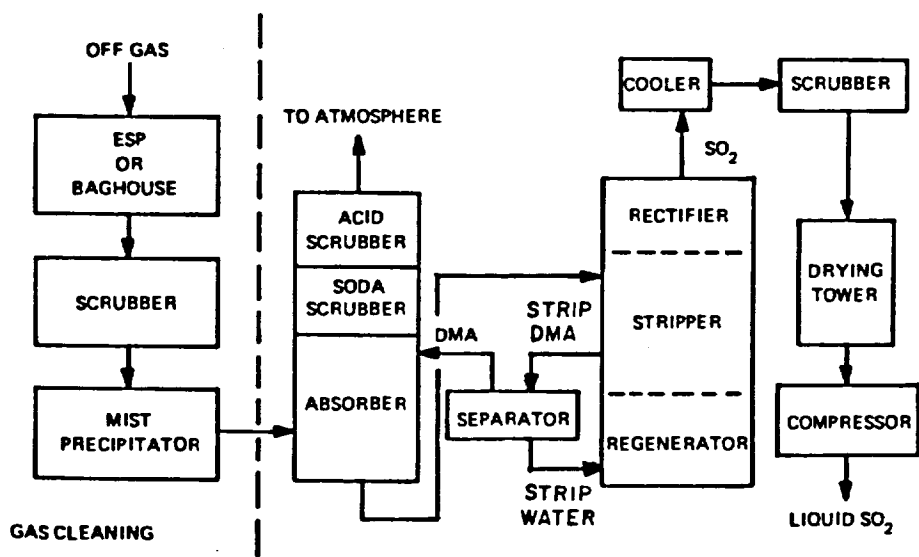 OFF GAS
ESP
OR
BAGHOUSE
SCRUBBER
MIST
PRECIPITATOR
GAS CLEANING
TO ATMOSPHERE
ACID
SCRUBBER
SODA
SCRUBBER
ABSORBER
DMA
STRIP
DMA
SEPARATOR
STRIP
WATER
COOLER
SO₂
RECTIFIER
STRIPPER
REGENERATOR
SCRUBBER
DRYING
TOWER
COMPRESSOR
LIQUID SO₂